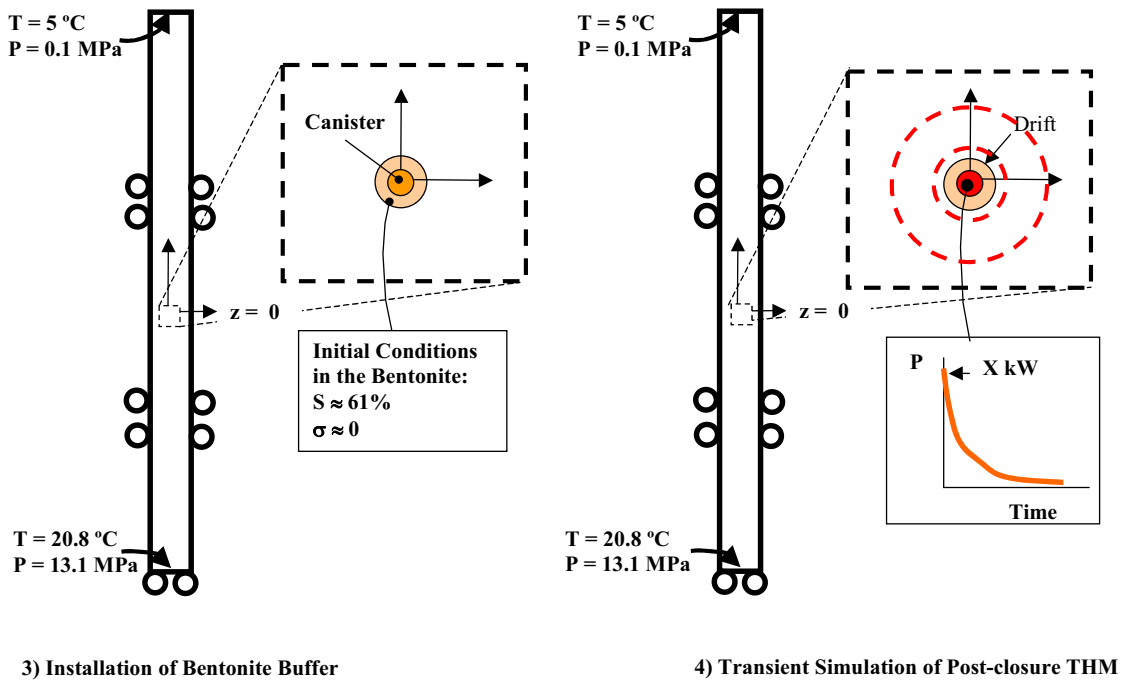 T = 5 ºC
P = 0.1 MPa
Canister
z = 0
Initial Conditions
in the Bentonite:
S ≈ 61%
σ ≈ 0
T = 20.8 ºC
P = 13.1 MPa
3) Installation of Bentonite Buffer
T = 5 ºC
P = 0.1 MPa
Drift
z = 0
P
X kW
Time
T = 20.8 ºC
P = 13.1 MPa
4) Transient Simulation of Post-closure THM